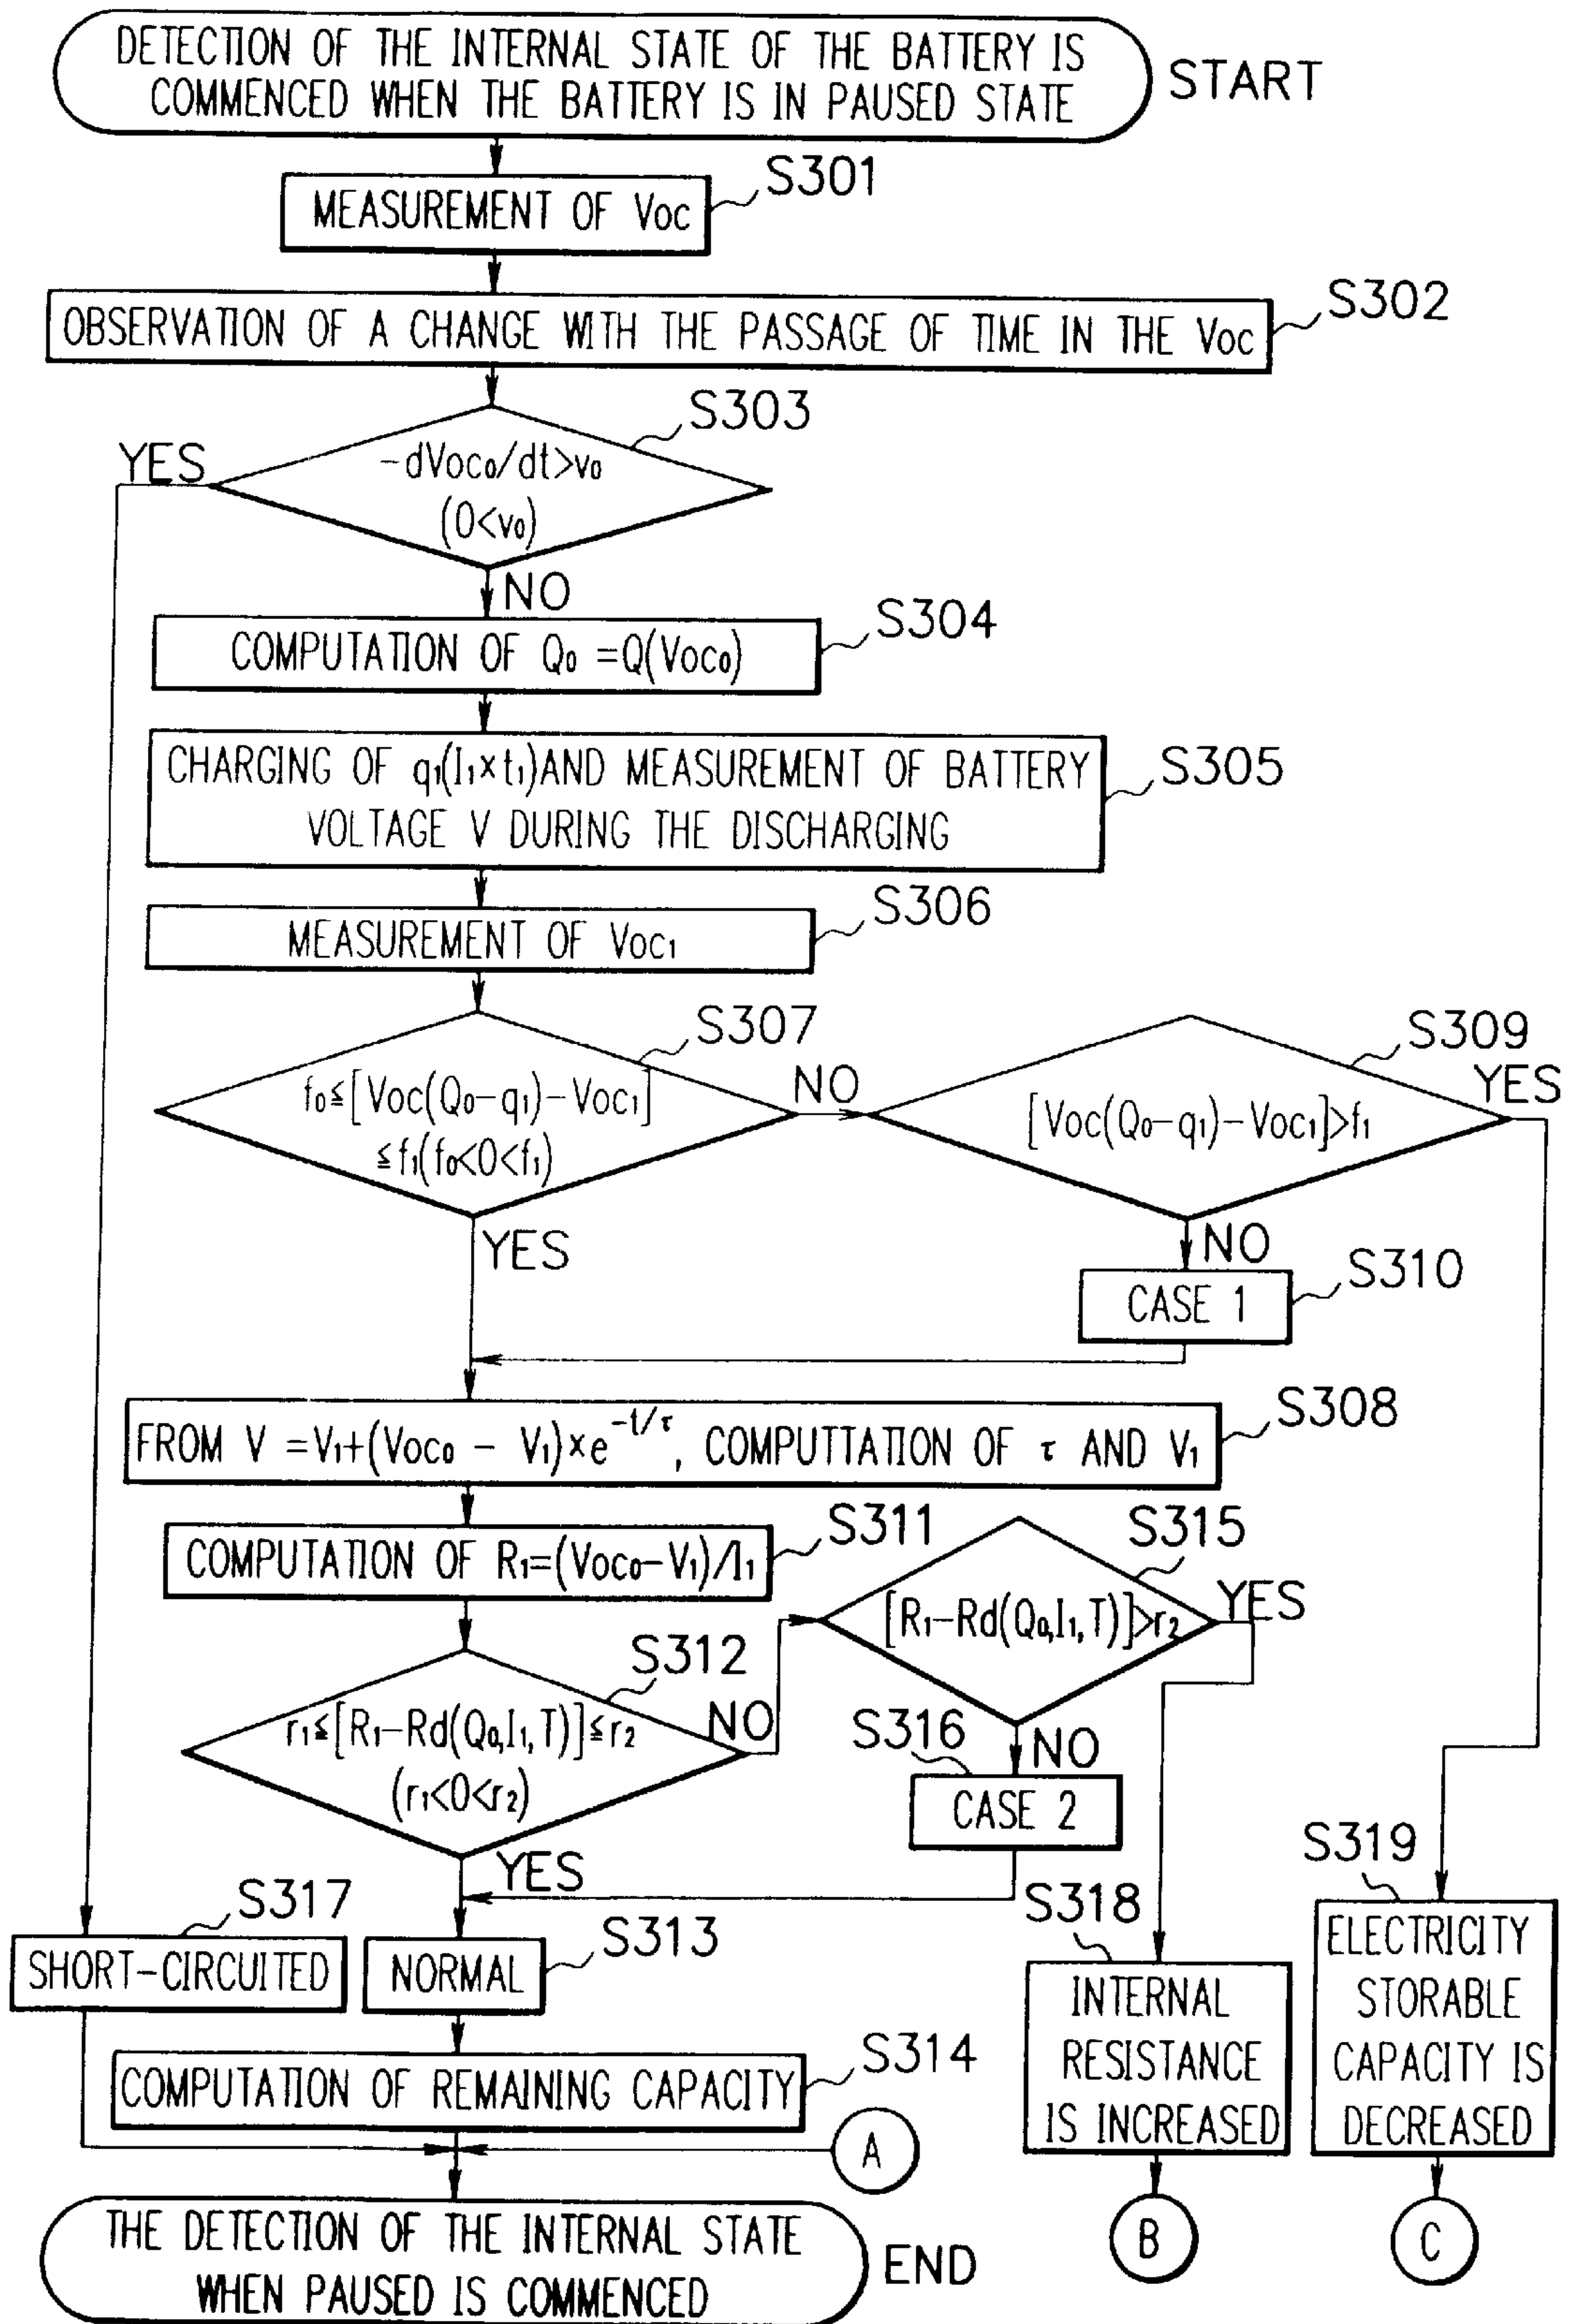 DETECTION OF THE INTERNAL STATE OF THE BATTERY IS
COMMENCED WHEN THE BATTERY IS IN PAUSED STATE
START
S301
MEASUREMENT OF Voc
S302
OBSERVATION OF A CHANGE WITH THE PASSAGE OF TIME IN THE Voc
S303
YES
-dVoc₀/dt>v₀
(0<v₀)
NO
S304
COMPUTATION OF Q₀ =Q(Voc₀)
S305
CHARGING OF q₁(I₁×t₁)AND MEASUREMENT OF BATTERY
VOLTAGE V DURING THE DISCHARGING
S306
MEASUREMENT OF Voc₁
S307
f₀≦[Voc(Q₀-q₁)-Voc₁]
≦f₁(f₀<0<f₁)
NO
YES
S309
[Voc(Q₀-q₁)-Voc₁]>f₁
YES
NO
S310
CASE 1
S308
FROM V =V₁+(Voc₀ - V₁)×e^-t/τ, COMPUTTATION OF τ AND V₁
S311
COMPUTATION OF R₁=(Voc₀-V₁)/I₁
S315
[R₁-Rd(Q₀,I₁,T)]>r₂
YES
S312
r₁≦[R₁-Rd(Q₀,I₁,T)]≦r₂
(r₁<0<r₂)
NO
S316
NO
CASE 2
YES
S317
SHORT-CIRCUITED
S313
NORMAL
S318
INTERNAL
RESISTANCE
IS INCREASED
S319
ELECTRICITY
STORABLE
CAPACITY IS
DECREASED
S314
COMPUTATION OF REMAINING CAPACITY
A
B
C
THE DETECTION OF THE INTERNAL STATE
WHEN PAUSED IS COMMENCED
END